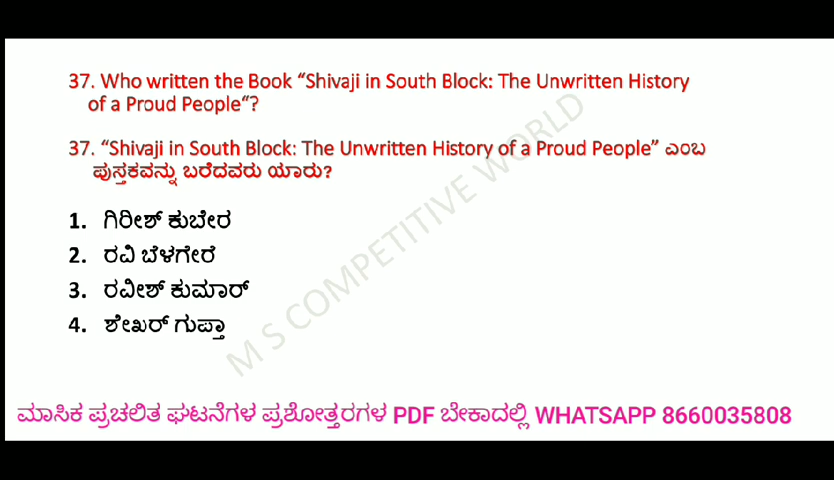 37. Who written the Book “Shivaji in South Block: The Unwritten History
of a Proud People“?
37. “Shivaji in South Block: The Unwritten History of a Proud People” ಎಂಬ
ಪುಸ್ತಕವನ್ನು ಬರೆದವರು ಯಾರು?
1. ಗಿರೀಶ್ ಕುಬೇರ
2. ರವಿ ಬೆಳಗೇರೆ
3. ರವೀಶ್ ಕುಮಾರ್
4. ಶೇಖರ್ ಗುಪ್ತಾ
M S COMPETITIVE WORLD
ಮಾಸಿಕ ಪ್ರಚಲಿತ ಘಟನೆಗಳ ಪ್ರಶೋತ್ತರಗಳ PDF ಬೇಕಾದಲ್ಲಿ WHATSAPP 8660035808